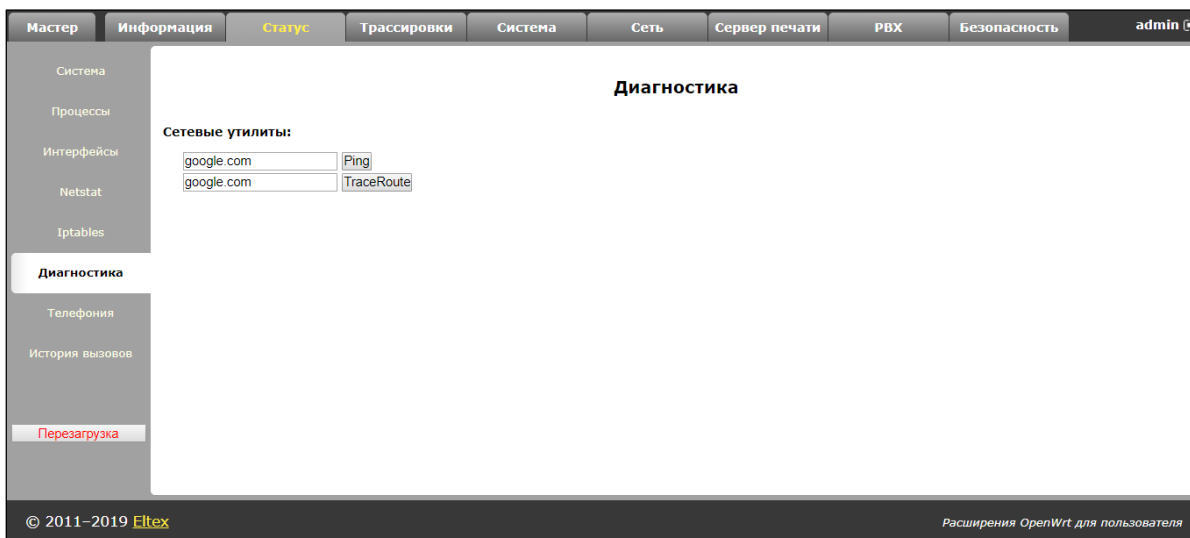 Мастер Информация Статус Трассировки Система Сеть Сервер печати PBX Безопасность admin
Система
Процессы
Интерфейсы
Netstat
Iptables
Диагностика
Телефония
История вызовов
Перезагрузка
Диагностика
Сетевые утилиты:
google.com Ping
google.com TraceRoute
© 2011–2019 Eltex
Расширения OpenWrt для пользователя